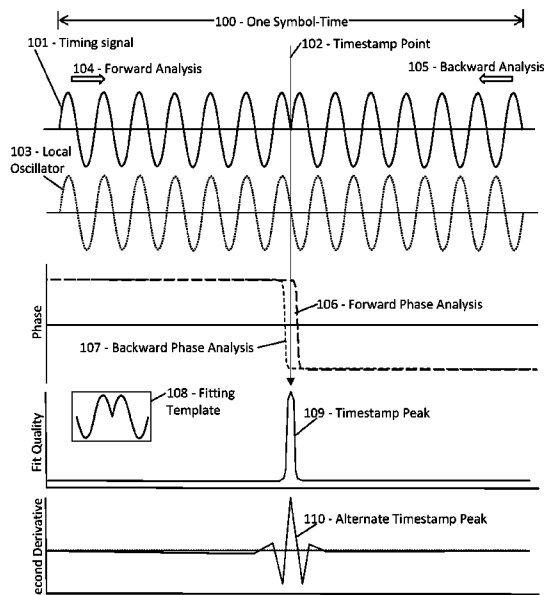 100 - One Symbol-Time
101 - Timing signal
102 - Timestamp Point
104 - Forward Analysis
105 - Backward Analysis
103 - Local
Oscillator
Phase
106 - Forward Phase Analysis
107 - Backward Phase Analysis
Fit Quality
108 - Fitting
Template
109 - Timestamp Peak
econd Derivative
110 - Alternate Timestamp Peak